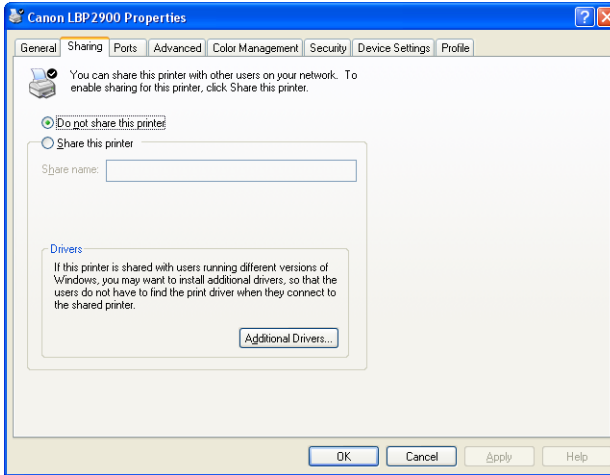 Canon LBP2900 Properties
General Sharing Ports Advanced Color Management Security Device Settings Profile
You can share this printer with other users on your network. To
enable sharing for this printer, click Share this printer.
Do not share this printer
Share this printer
Share name:
Drivers
If this printer is shared with users running different versions of
Windows, you may want to install additional drivers, so that the
users do not have to find the print driver when they connect to
the shared printer.
Additional Drivers...
OK Cancel Apply Help